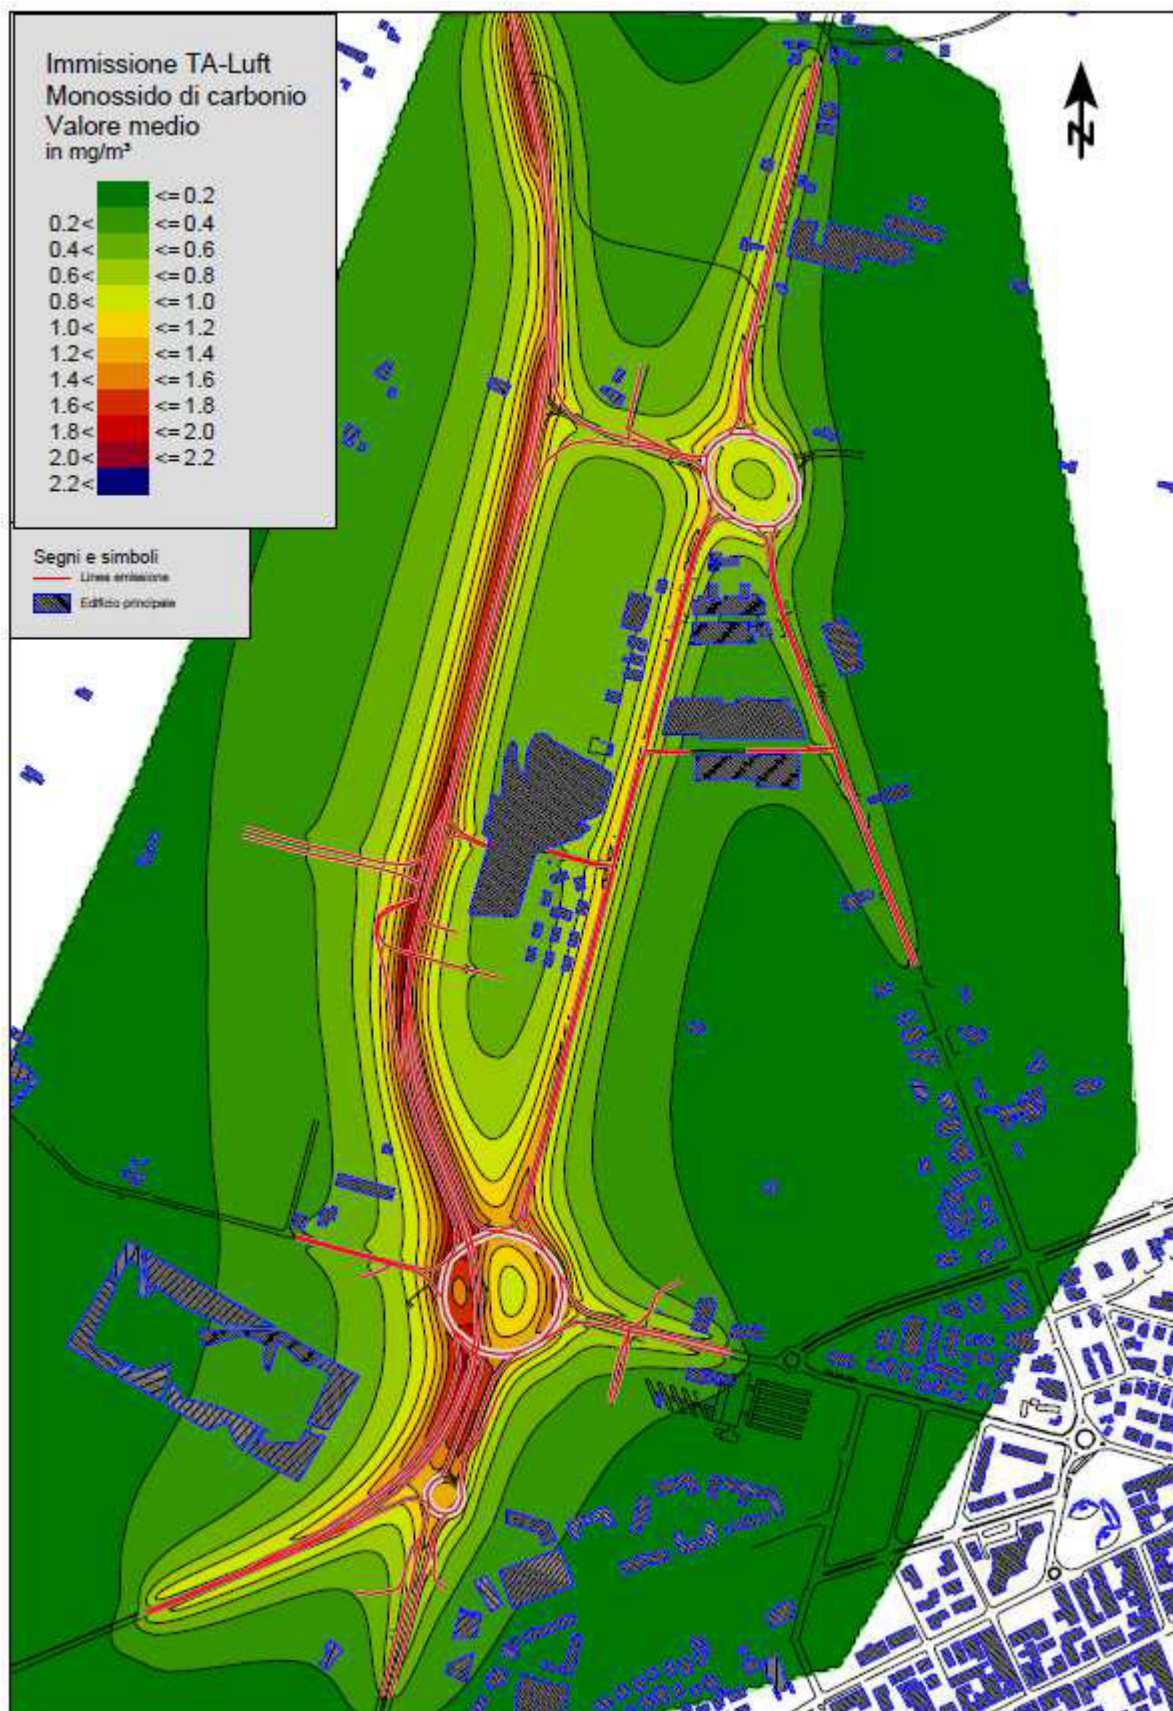 Immissione TA-Luft
Monossido di carbonio
Valore medio
in mg/m³
<= 0.2
0.2 < <= 0.4
0.4 < <= 0.6
0.6 < <= 0.8
0.8 < <= 1.0
1.0 < <= 1.2
1.2 < <= 1.4
1.4 < <= 1.6
1.6 < <= 1.8
1.8 < <= 2.0
2.0 < <= 2.2
2.2 <
Segni e simboli
Linea emissione
Edificio principale
N